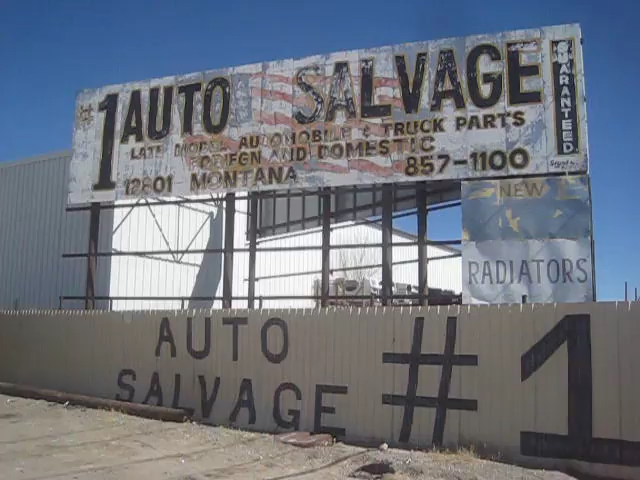 #1 AUTO SALVAGE
LATE MODEL AUTOMOBILE & TRUCK PARTS
FOREIGN AND DOMESTIC
12801 - MONTANA 857-1100
GUARANTEED
NEW
RADIATORS
AUTO
SALVAGE
#1